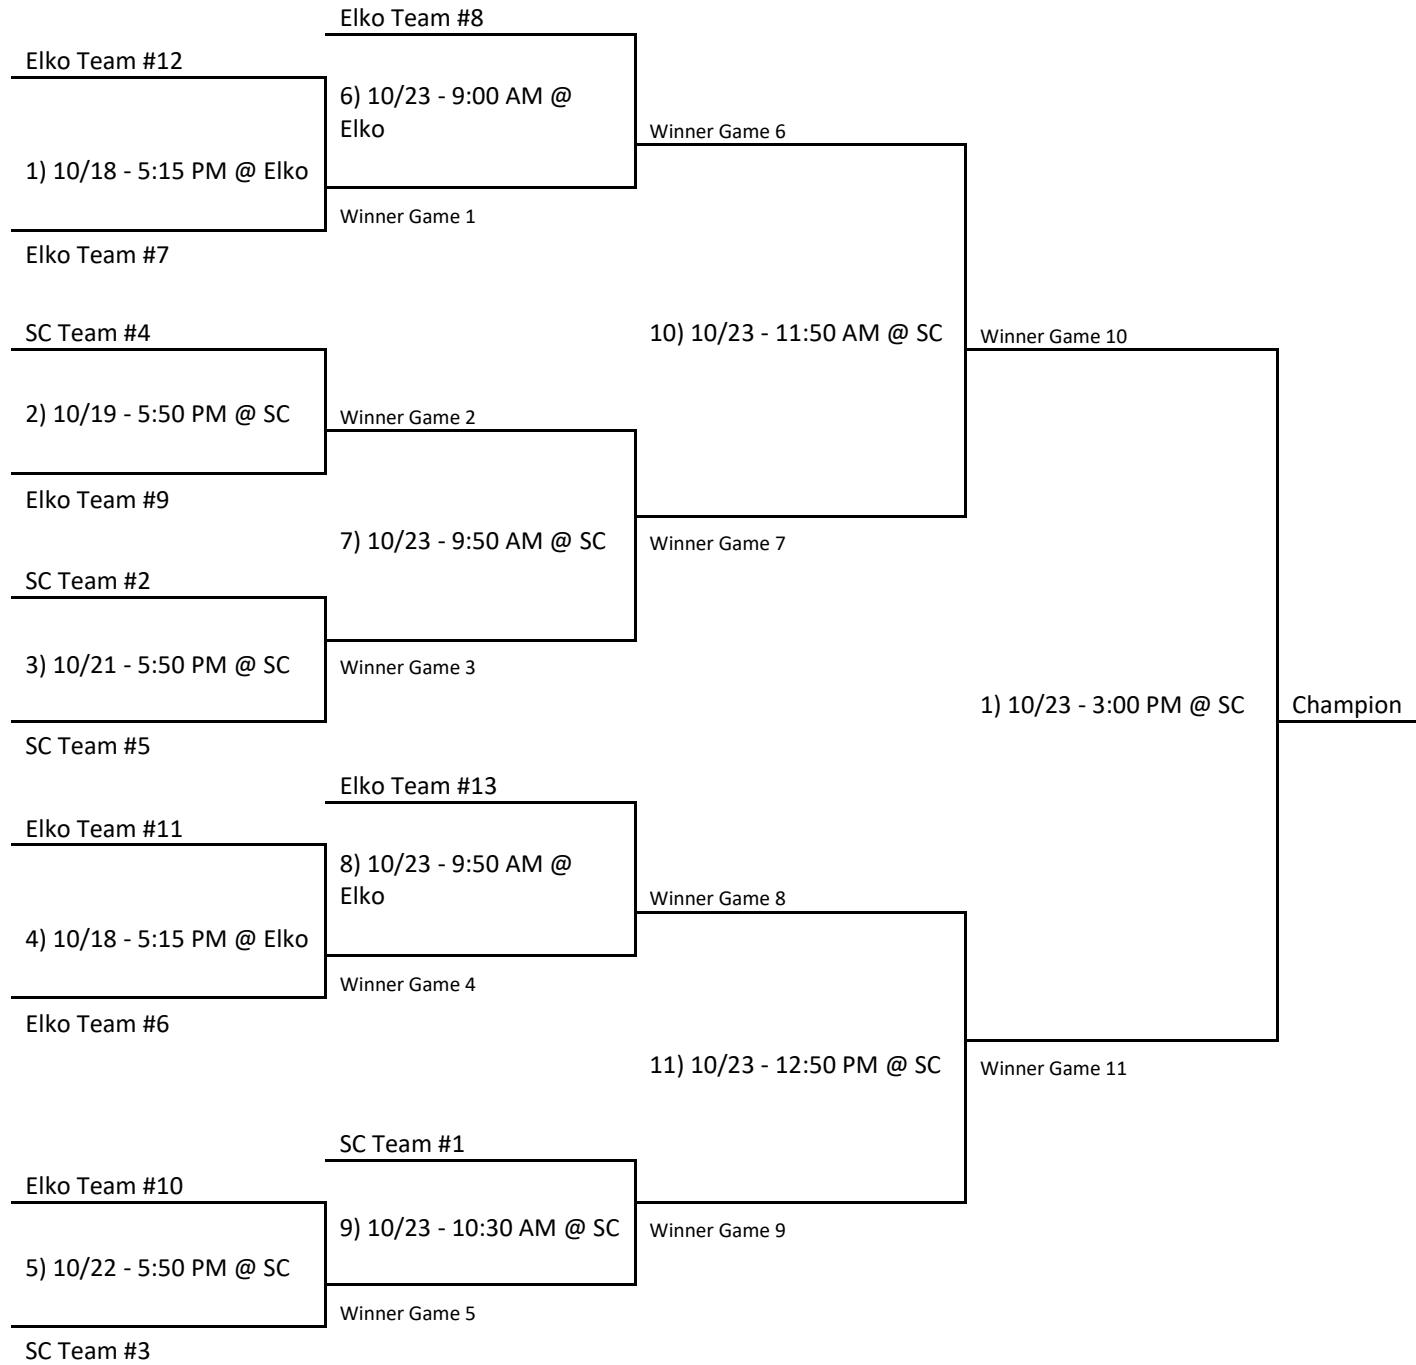 Elko Team #8
Elko Team #12
6) 10/23 - 9:00 AM @
Elko
Winner Game 6
1) 10/18 - 5:15 PM @ Elko
Winner Game 1
Elko Team #7
SC Team #4
10) 10/23 - 11:50 AM @ SC
Winner Game 10
2) 10/19 - 5:50 PM @ SC
Winner Game 2
Elko Team #9
7) 10/23 - 9:50 AM @ SC
Winner Game 7
SC Team #2
3) 10/21 - 5:50 PM @ SC
Winner Game 3
1) 10/23 - 3:00 PM @ SC
Champion
SC Team #5
Elko Team #13
Elko Team #11
8) 10/23 - 9:50 AM @
Elko
Winner Game 8
4) 10/18 - 5:15 PM @ Elko
Winner Game 4
Elko Team #6
11) 10/23 - 12:50 PM @ SC
Winner Game 11
SC Team #1
Elko Team #10
9) 10/23 - 10:30 AM @ SC
Winner Game 9
5) 10/22 - 5:50 PM @ SC
Winner Game 5
SC Team #3